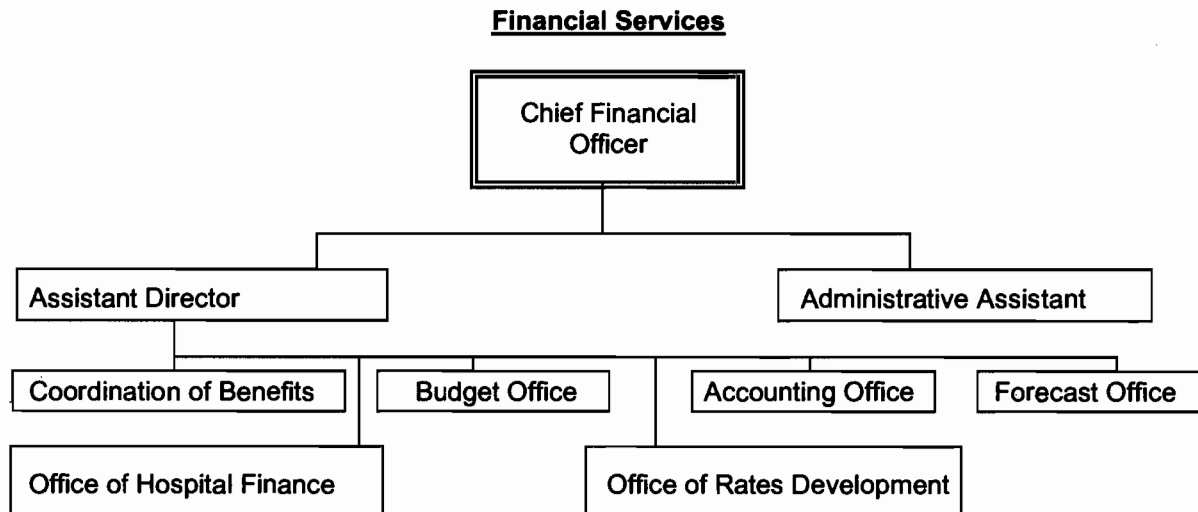 Financial Services
Chief Financial
Officer
Assistant Director
Administrative Assistant
Coordination of Benefits
Budget Office
Accounting Office
Forecast Office
Office of Hospital Finance
Office of Rates Development